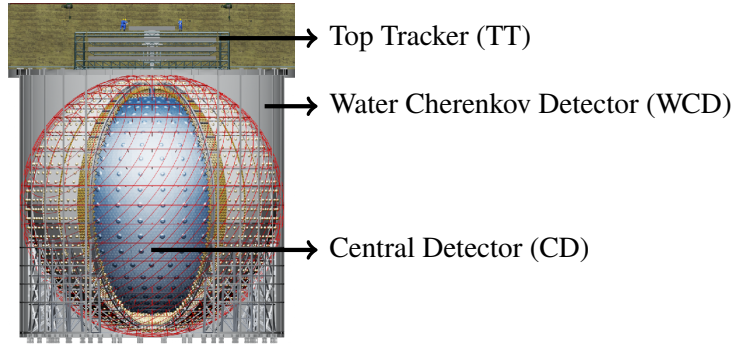 Top Tracker (TT)
Water Cherenkov Detector (WCD)
Central Detector (CD)